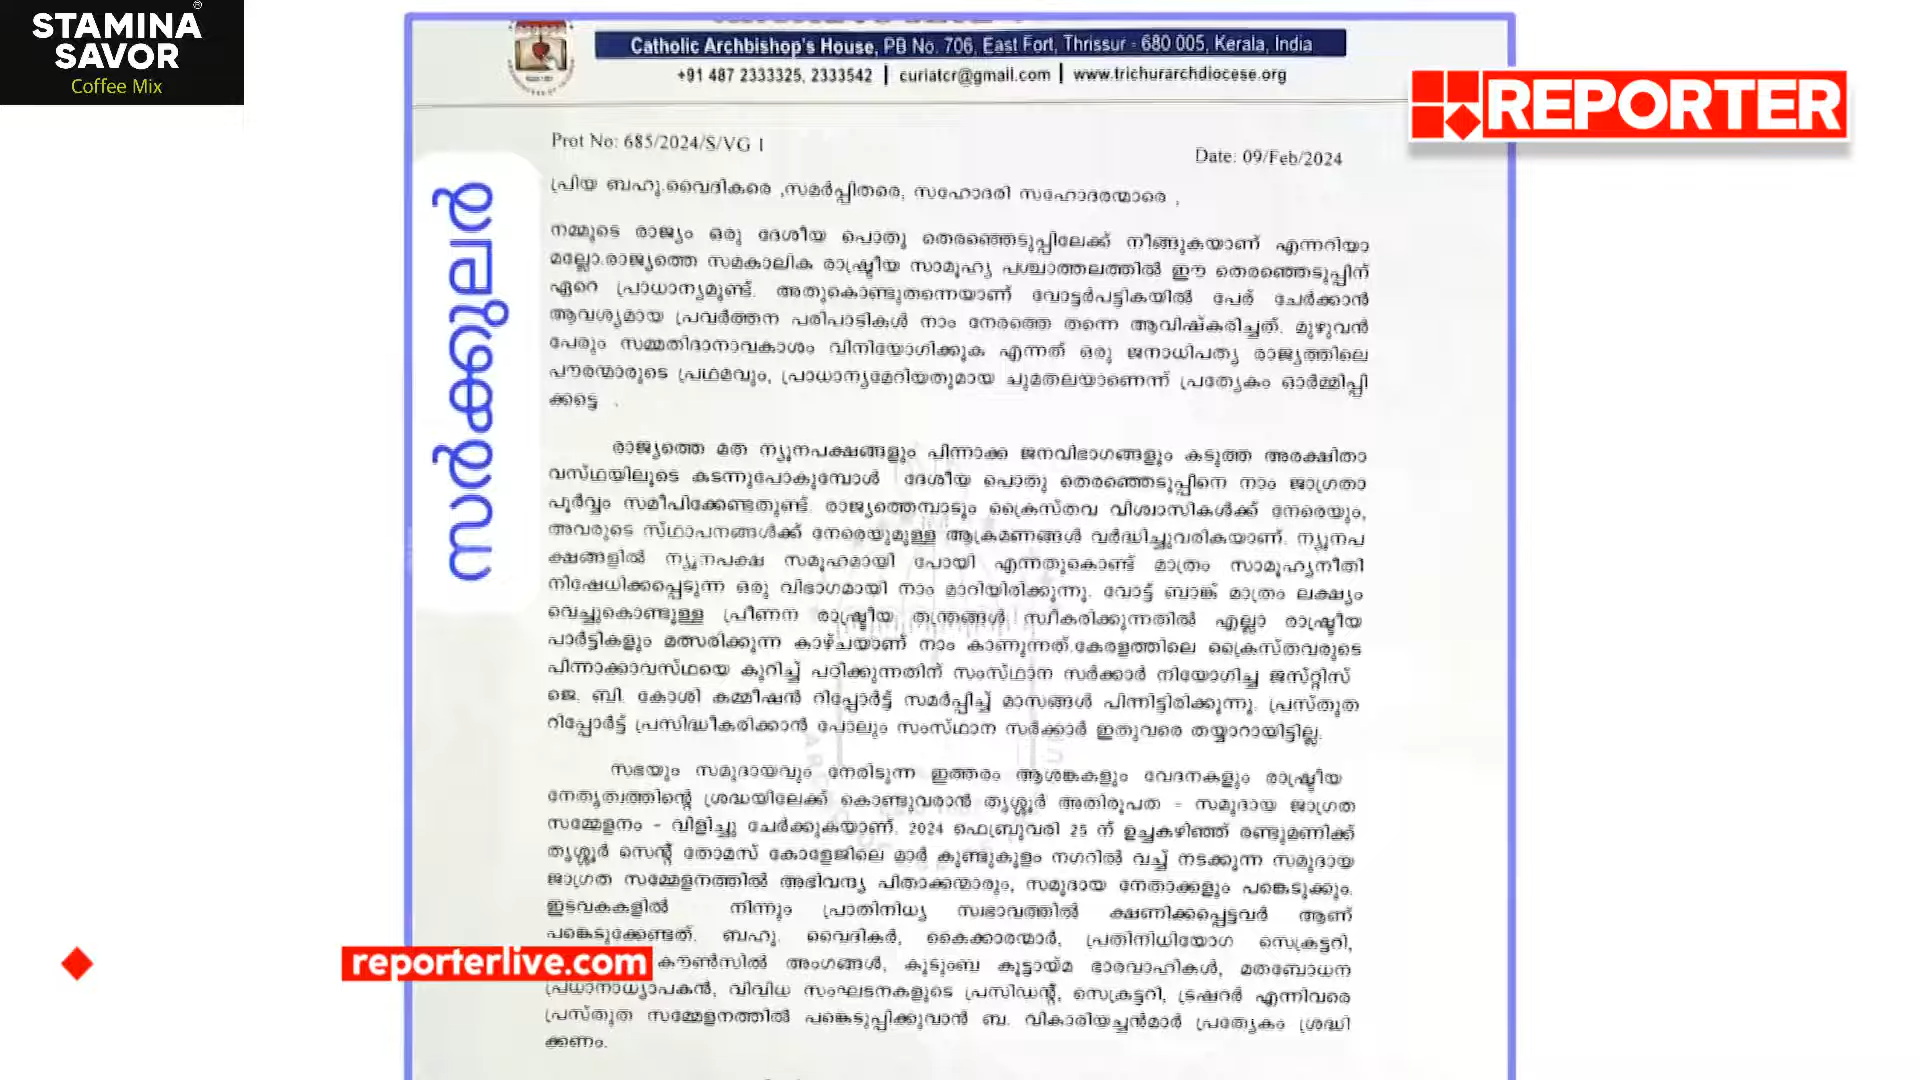 STAMINA®
SAVOR
Coffee Mix
Catholic Archbishop's House, PB No. 706, East Fort, Thrissur - 680 005, Kerala, India
+91 487 2333325, 2333542 | curiatcr@gmail.com | www.trichurarchdiocese.org
REPORTER
Prot No: 685/2024/S/VG 1
Date: 09/Feb/2024
സർക്കുലർ
പ്രിയ ബഹു.വൈദികരെ ,സമർപ്പിതരെ, സഹോദരി സഹോദരന്മാരെ ,
നമ്മുടെ രാജ്യം ഒരു ദേശീയ പൊതു തെരഞ്ഞെടുപ്പിലേക്ക് നീങ്ങുകയാണ് എന്നറിയാ
മല്ലോ.രാജ്യത്തെ സമകാലിക രാഷ്ട്രീയ സാമൂഹ്യ പശ്ചാത്തലത്തിൽ ഈ തെരഞ്ഞെടുപ്പിന്
ഏറെ പ്രാധാന്യമുണ്ട്. അതുകൊണ്ടുതന്നെയാണ് വോട്ടർപട്ടികയിൽ പേര് ചേർക്കാൻ
ആവശ്യമായ പ്രവർത്തന പരിപാടികൾ നാം നേരത്തെ തന്നെ ആവിഷ്കരിച്ചത്. മുഴുവൻ
പേരും സമ്മതിദാനാവകാശം വിനിയോഗിക്കുക എന്നത് ഒരു ജനാധിപത്യ രാജ്യത്തിലെ
പൗരന്മാരുടെ പ്രഥമവും, പ്രാധാന്യമേറിയതുമായ ചുമതലയാണെന്ന് പ്രത്യേകം ഓർമ്മിപ്പി
ക്കട്ടെ .
രാജ്യത്തെ മത ന്യൂനപക്ഷങ്ങളും പിന്നാക്ക ജനവിഭാഗങ്ങളും കടുത്ത അരക്ഷിതാ
വസ്ഥയിലൂടെ കടന്നുപോകുമ്പോൾ ദേശീയ പൊതു തെരഞ്ഞെടുപ്പിനെ നാം ജാഗ്രതാ
പൂർവ്വം സമീപിക്കേണ്ടതുണ്ട്. രാജ്യത്തെമ്പാടും ക്രൈസ്തവ വിശ്വാസികൾക്ക് നേരെയും,
അവരുടെ സ്ഥാപനങ്ങൾക്ക് നേരെയുമുള്ള ആക്രമണങ്ങൾ വർദ്ധിച്ചുവരികയാണ്. ന്യൂനപ
ക്ഷങ്ങളിൽ ന്യൂനപക്ഷ സമൂഹമായി പോയി എന്നതുകൊണ്ട് മാത്രം സാമൂഹ്യനീതി
നിഷേധിക്കപ്പെടുന്ന ഒരു വിഭാഗമായി നാം മാറിയിരിക്കുന്നു. വോട്ട് ബാങ്ക് മാത്രം ലക്ഷ്യം
വെച്ചുകൊണ്ടുള്ള പ്രീണന രാഷ്ട്രീയ തന്ത്രങ്ങൾ സ്വീകരിക്കുന്നതിൽ എല്ലാ രാഷ്ട്രീയ
പാർട്ടികളും മത്സരിക്കുന്ന കാഴ്ചയാണ് നാം കാണുന്നത്.കേരളത്തിലെ ക്രൈസ്തവരുടെ
പിന്നാക്കാവസ്ഥയെ കുറിച്ച് പഠിക്കുന്നതിന് സംസ്ഥാന സർക്കാർ നിയോഗിച്ച ജസ്റ്റിസ്
ജെ. ബി. കോശി കമ്മീഷൻ റിപ്പോർട്ട് സമർപ്പിച്ച് മാസങ്ങൾ പിന്നിട്ടിരിക്കുന്നു. പ്രസ്തുത
റിപ്പോർട്ട് പ്രസിദ്ധീകരിക്കാൻ പോലും സംസ്ഥാന സർക്കാർ ഇതുവരെ തയ്യാറായിട്ടില്ല.
സഭയും സമുദായവും നേരിടുന്ന ഇത്തരം ആശങ്കകളും വേദനകളും രാഷ്ട്രീയ
നേതൃത്വത്തിന്റെ ശ്രദ്ധയിലേക്ക് കൊണ്ടുവരാൻ തൃശ്ശൂർ അതിരൂപത - സമുദായ ജാഗ്രത
സമ്മേളനം - വിളിച്ചു ചേർക്കുകയാണ്. 2024 ഫെബ്രുവരി 25 ന് ഉച്ചകഴിഞ്ഞ് രണ്ടുമണിക്ക്
തൃശ്ശൂർ സെന്റ് തോമസ് കോളേജിലെ മാർ കുണ്ടുകുളം നഗറിൽ വച്ച് നടക്കുന്ന സമുദായ
ജാഗ്രത സമ്മേളനത്തിൽ അഭിവന്ദ്യ പിതാക്കന്മാരും, സമുദായ നേതാക്കളും പങ്കെടുക്കും.
ഇടവകകളിൽ നിന്നും പ്രാതിനിധ്യ സ്വഭാവത്തിൽ ക്ഷണിക്കപ്പെട്ടവർ ആണ്
പങ്കെടുക്കേണ്ടത്. ബഹു. വൈദികർ, കൈക്കാരന്മാർ, പ്രതിനിധിയോഗ സെക്രട്ടറി,
reporterlive.com കൗൺസിൽ അംഗങ്ങൾ, കുടുംബ കൂട്ടായ്മ ഭാരവാഹികൾ, മതബോധന
പ്രധാനാധ്യാപകൻ, വിവിധ സംഘടനകളുടെ പ്രസിഡന്റ്, സെക്രട്ടറി, ട്രഷറർ എന്നിവരെ
പ്രസ്തുത സമ്മേളനത്തിൽ പങ്കെടുപ്പിക്കുവാൻ ബ. വികാരിയച്ചൻമാർ പ്രത്യേകം ശ്രദ്ധി
ക്കണം.